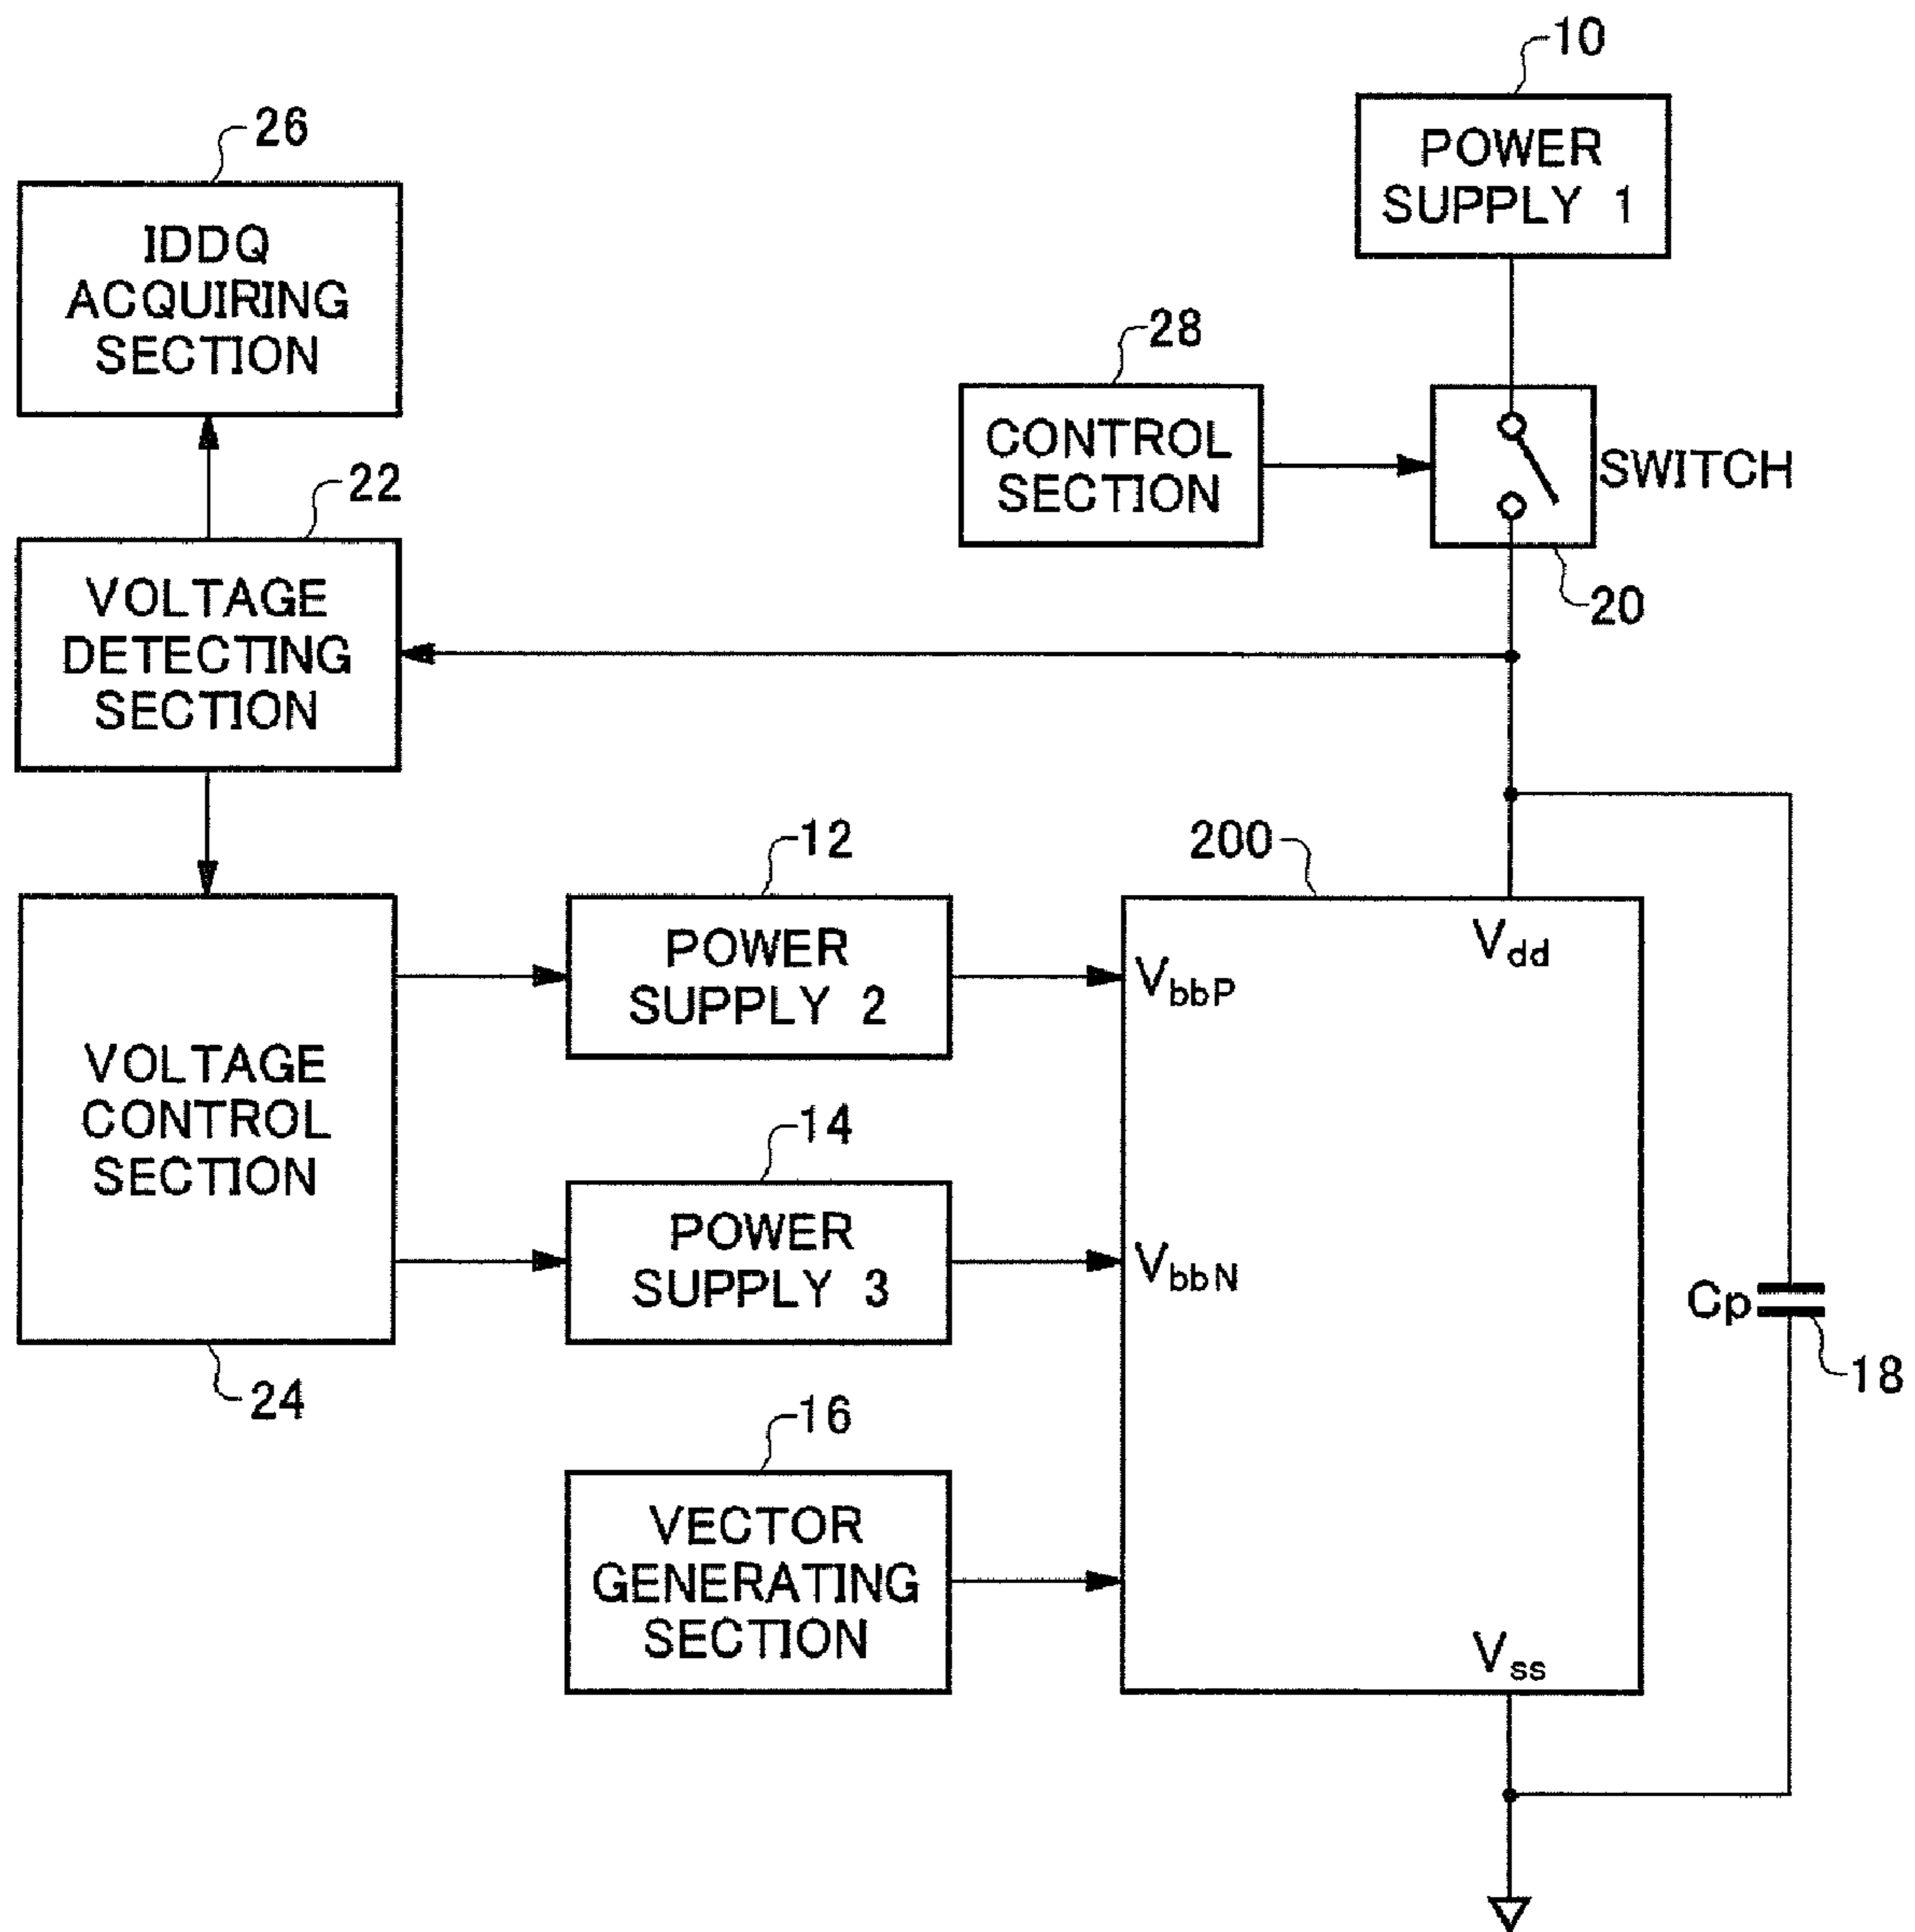 10
POWER
SUPPLY 1
26
IDDQ
ACQUIRING
SECTION
28
CONTROL
SECTION
SWITCH
20
22
VOLTAGE
DETECTING
SECTION
12
POWER
SUPPLY 2
200
Vdd
VbbP
VOLTAGE
CONTROL
SECTION
24
14
POWER
SUPPLY 3
VbbN
Cp
18
16
VECTOR
GENERATING
SECTION
Vss